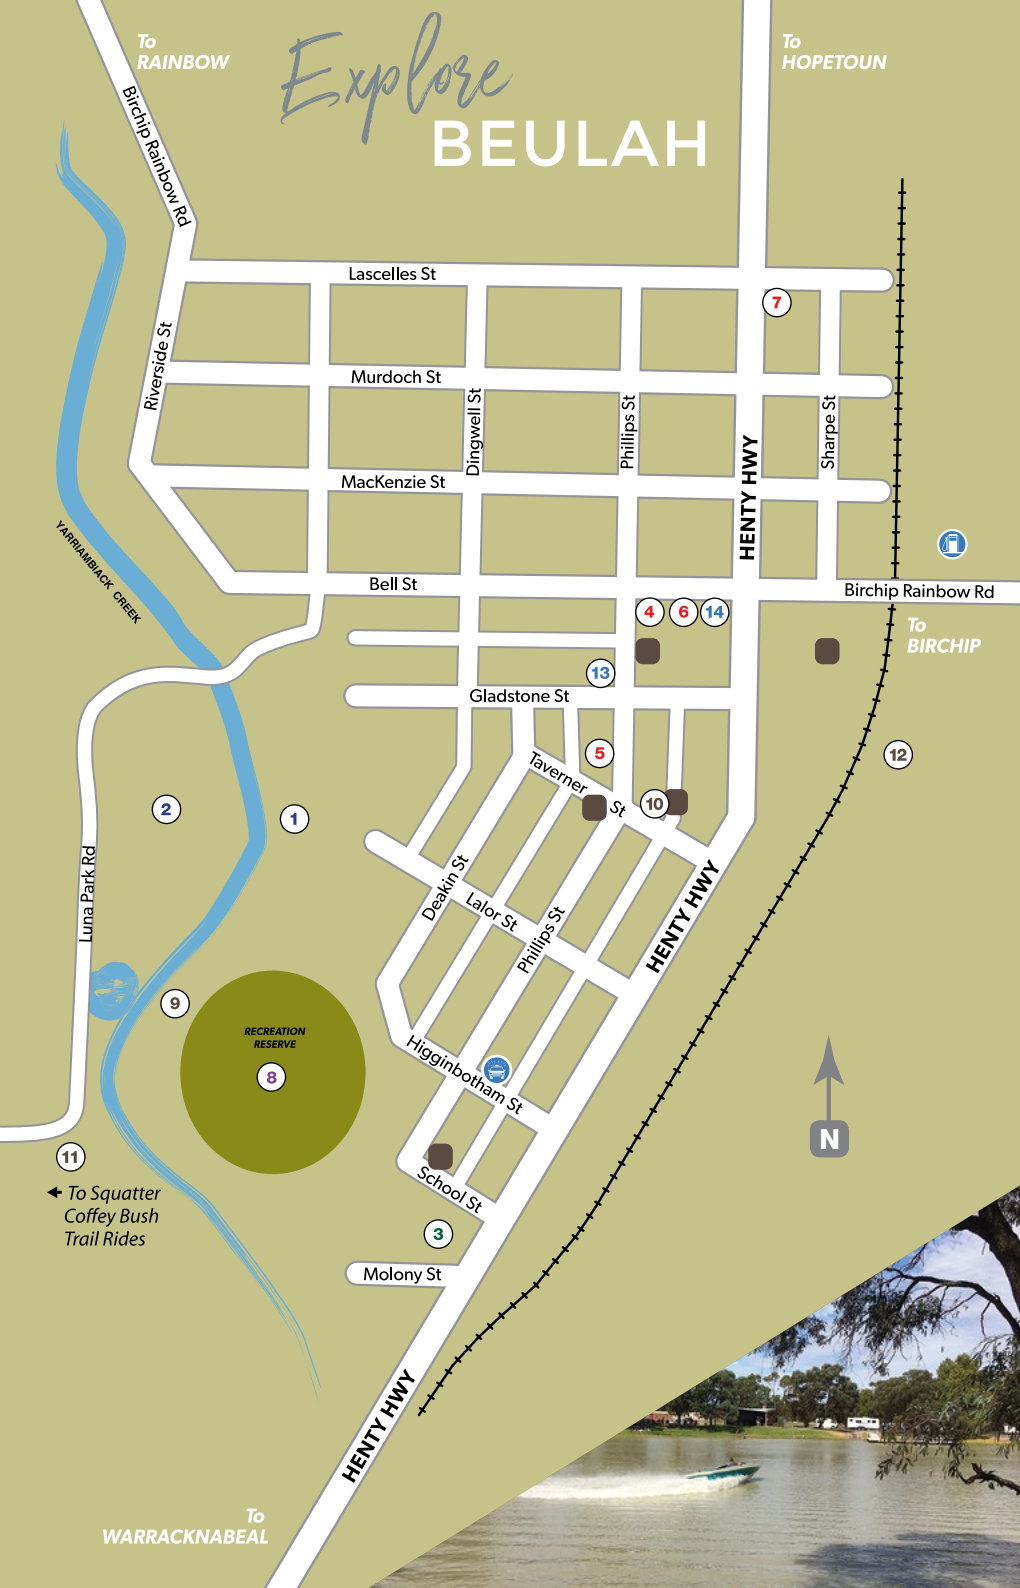 To
RAINBOW
Explore
BEULAH
To
HOPETOUN
Birchip Rainbow Rd
Lascelles St
7
Riverside St
Murdoch St
Dingwell St
Phillips St
Sharpe St
HENTY HWY
MacKenzie St
YARRIAMBIACK CREEK
Bell St
Birchip Rainbow Rd
4
6
14
To
BIRCHIP
13
Gladstone St
5
Taverner St
10
12
2
1
Luna Park Rd
Deakin St
Lalor St
Phillips St
HENTY HWY
9
RECREATION
RESERVE
8
Higginbotham St
N
11
To Squatter
Coffey Bush
Trail Rides
School St
3
Molony St
HENTY HWY
To
WARRACKNABEAL